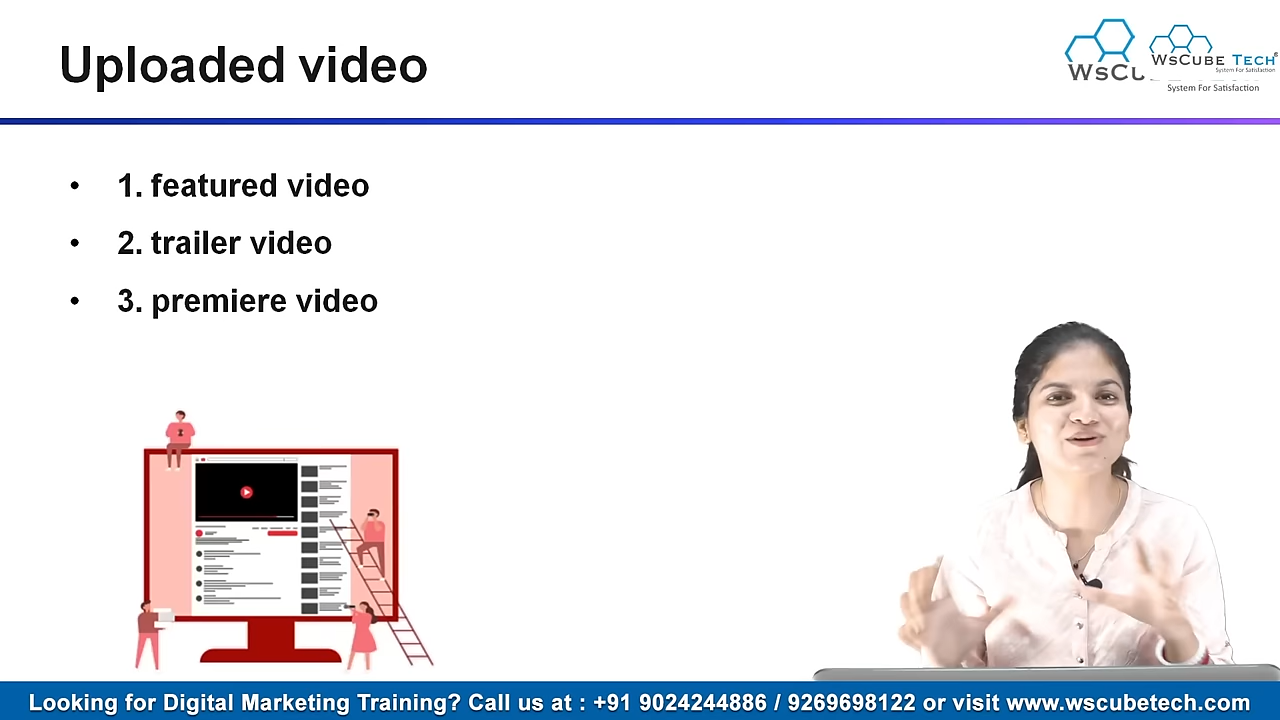 Uploaded video
WsCu
System For Satisfaction
WsCube Tech®
System For Satisfaction
• 1. featured video
• 2. trailer video
• 3. premiere video
Looking for Digital Marketing Training? Call us at : +91 9024244886 / 9269698122 or visit www.wscubetech.com